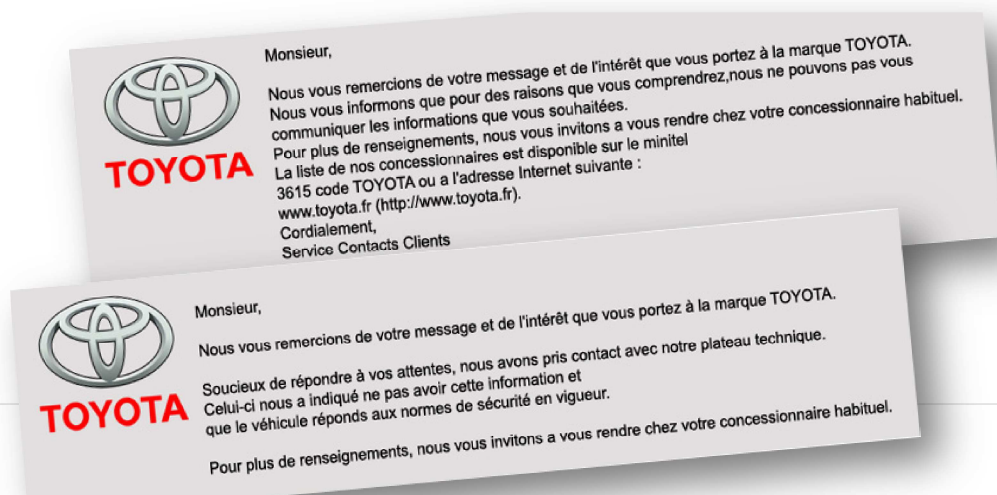 TOYOTA
Monsieur,
Nous vous remercions de votre message et de l'intérêt que vous portez à la marque TOYOTA.
Nous vous informons que pour des raisons que vous comprendrez,nous ne pouvons pas vous
communiquer les informations que vous souhaitées.
Pour plus de renseignements, nous vous invitons a vous rendre chez votre concessionnaire habituel.
La liste de nos concessionnaires est disponible sur le minitel
3615 code TOYOTA ou a l'adresse Internet suivante :
www.toyota.fr (http://www.toyota.fr).
Cordialement,
Service Contacts Clients
TOYOTA
Monsieur,
Nous vous remercions de votre message et de l'intérêt que vous portez à la marque TOYOTA.
Soucieux de répondre à vos attentes, nous avons pris contact avec notre plateau technique.
Celui-ci nous a indiqué ne pas avoir cette information et
que le véhicule réponds aux normes de sécurité en vigueur.
Pour plus de renseignements, nous vous invitons a vous rendre chez votre concessionnaire habituel.